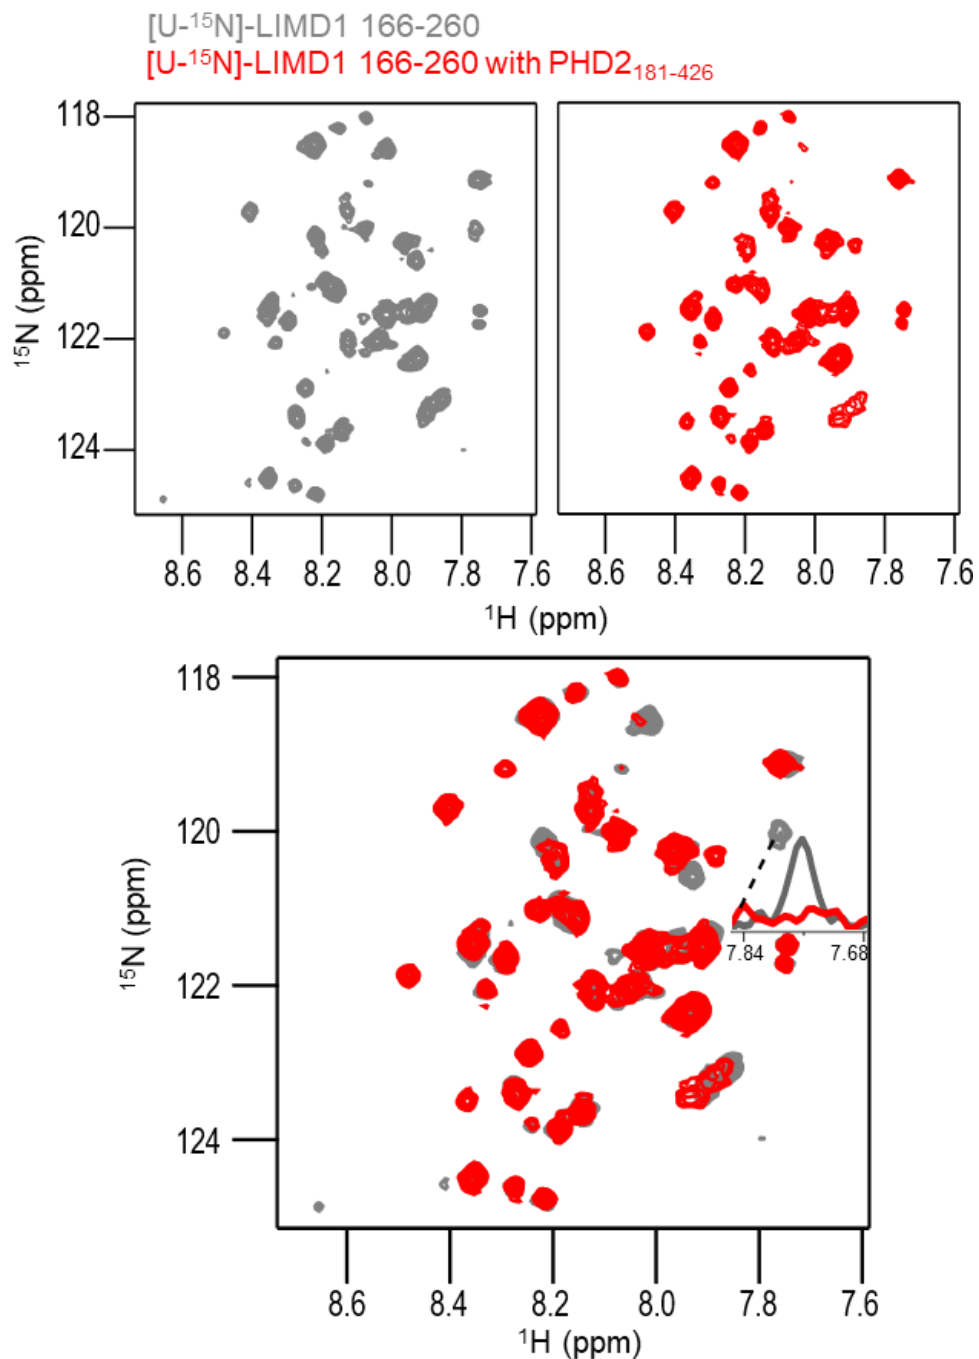 [U-¹⁵N]-LIMD1 166-260
[U-¹⁵N]-LIMD1 166-260 with PHD2₁₈₁₋₄₂₆
118
120
122
124
¹⁵N (ppm)
8.6 8.4 8.2 8.0 7.8 7.6
8.6 8.4 8.2 8.0 7.8 7.6
¹H (ppm)
118
120
122
124
¹⁵N (ppm)
7.84 7.68
8.6 8.4 8.2 8.0 7.8 7.6
¹H (ppm)